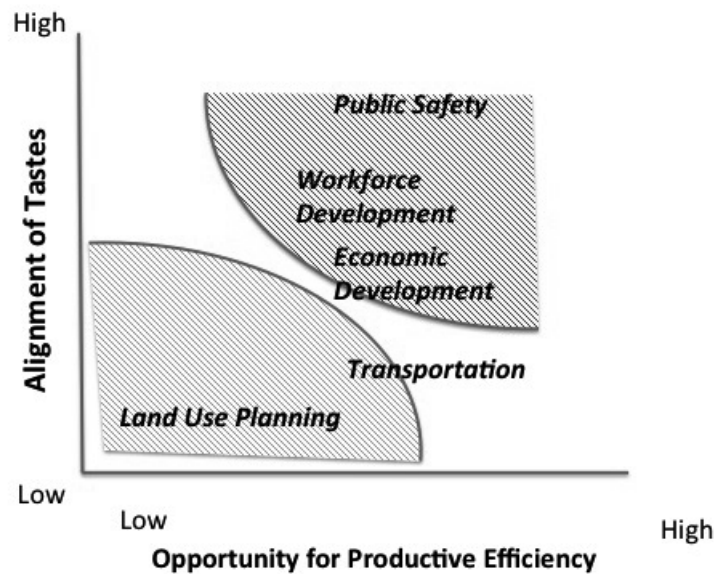 High
Alignment of Tastes
Public Safety
Workforce
Development
Economic
Development
Transportation
Land Use Planning
Low
Low
High
Opportunity for Productive Efficiency